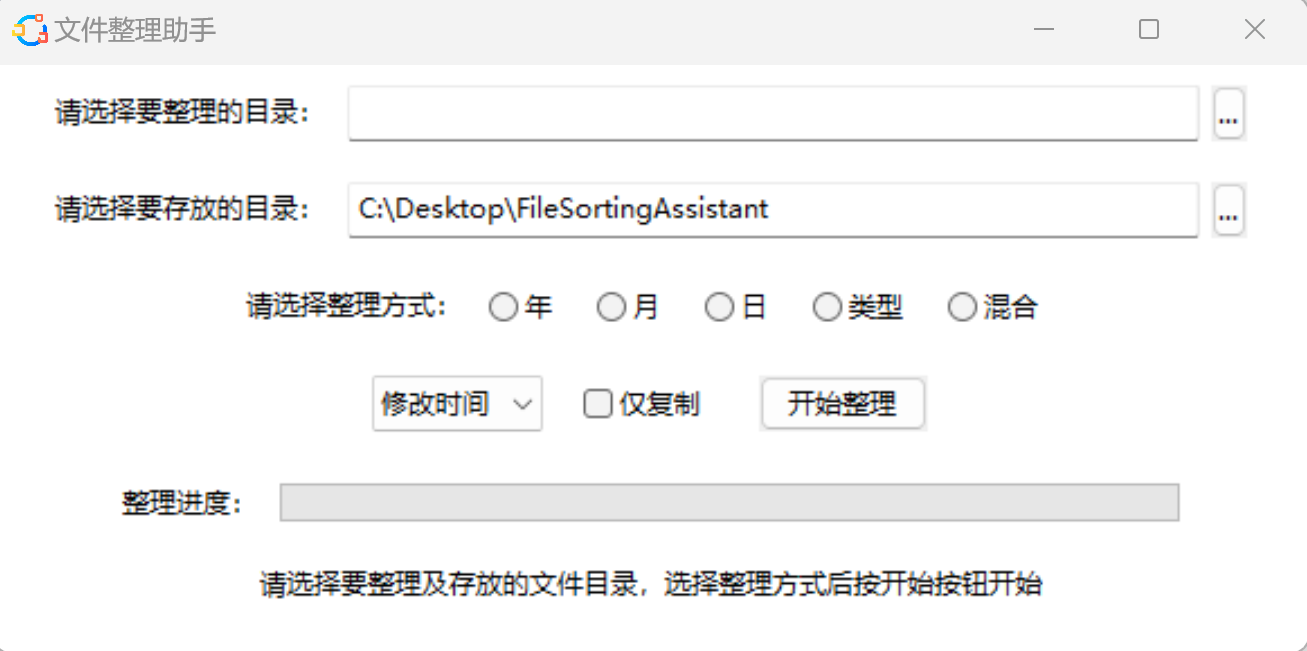 文件整理助手
请选择要整理的目录： ...
请选择要存放的目录： C:\Desktop\FileSortingAssistant ...
请选择整理方式： 年 月 日 类型 混合
修改时间 仅复制 开始整理
整理进度：
请选择要整理及存放的文件目录，选择整理方式后按开始按钮开始